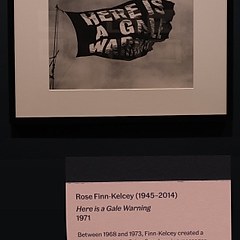 HERE IS
A GALE
WARNING
Rose Finn-Kelcey (1945–2014)
Here is a Gale Warning
1971
Between 1968 and 1973, Finn-Kelcey created a